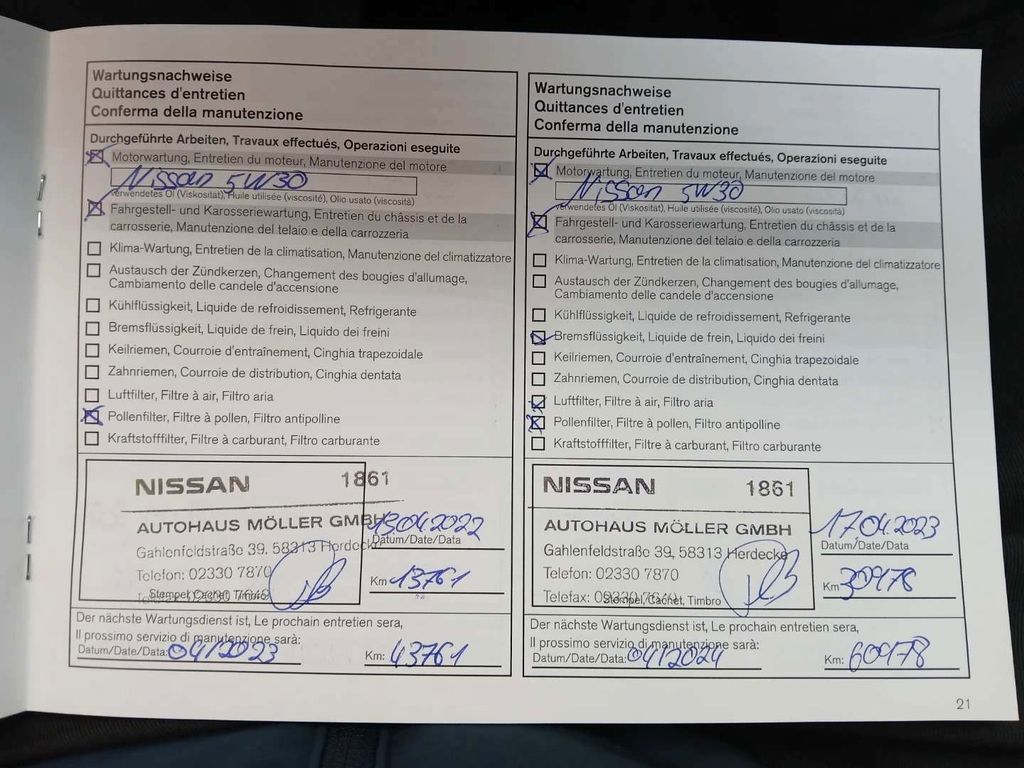 Wartungsnachweise
Quittances d'entretien
Conferma della manutenzione
Durchgeführte Arbeiten, Travaux effectués, Operazioni eseguite
Motorwartung, Entretien du moteur, Manutenzione del motore
Nissan 5W30
Verwendetes Öl (Viskosität), Huile utilisée (viscosité), Olio usato (viscosità)
Fahrgestell- und Karosseriewartung, Entretien du châssis et de la
carrosserie, Manutenzione del telaio e della carrozzeria
Klima-Wartung, Entretien de la climatisation, Manutenzione del climatizzatore
Austausch der Zündkerzen, Changement des bougies d'allumage,
Cambiamento delle candele d'accensione
Kühlflüssigkeit, Liquide de refroidissement, Refrigerante
Bremsflüssigkeit, Liquide de frein, Liquido dei freini
Keilriemen, Courroie d'entraînement, Cinghia trapezoidale
Zahnriemen, Courroie de distribution, Cinghia dentata
Luftfilter, Filtre à air, Filtro aria
Pollenfilter, Filtre à pollen, Filtro antipolline
Kraftstofffilter, Filtre à carburant, Filtro carburante
NISSAN 1861
AUTOHAUS MÖLLER GMBH
13.04.2022
Datum/Date/Data
Gahlenfeldstraße 39, 58313 Herdecke
Telefon: 02330 7870
Km 13761
Stempel, Cachet, Timbro
Der nächste Wartungsdienst ist, Le prochain entretien sera,
Il prossimo servizio di manutenzione sarà:
Datum/Date/Data: 04/2023 Km: 43761
Wartungsnachweise
Quittances d'entretien
Conferma della manutenzione
Durchgeführte Arbeiten, Travaux effectués, Operazioni eseguite
Motorwartung, Entretien du moteur, Manutenzione del motore
Nissan 5W30
Verwendetes Öl (Viskosität), Huile utilisée (viscosité), Olio usato (viscosità)
Fahrgestell- und Karosseriewartung, Entretien du châssis et de la
carrosserie, Manutenzione del telaio e della carrozzeria
Klima-Wartung, Entretien de la climatisation, Manutenzione del climatizzatore
Austausch der Zündkerzen, Changement des bougies d'allumage,
Cambiamento delle candele d'accensione
Kühlflüssigkeit, Liquide de refroidissement, Refrigerante
Bremsflüssigkeit, Liquide de frein, Liquido dei freini
Keilriemen, Courroie d'entraînement, Cinghia trapezoidale
Zahnriemen, Courroie de distribution, Cinghia dentata
Luftfilter, Filtre à air, Filtro aria
Pollenfilter, Filtre à pollen, Filtro antipolline
Kraftstofffilter, Filtre à carburant, Filtro carburante
NISSAN 1861
AUTOHAUS MÖLLER GMBH
17.04.2023
Datum/Date/Data
Gahlenfeldstraße 39, 58313 Herdecke
Telefon: 02330 7870
Km 30978
Telefax:
Stempel, Cachet, Timbro
Der nächste Wartungsdienst ist, Le prochain entretien sera,
Il prossimo servizio di manutenzione sarà:
Datum/Date/Data: 04/2024 Km: 60978
21